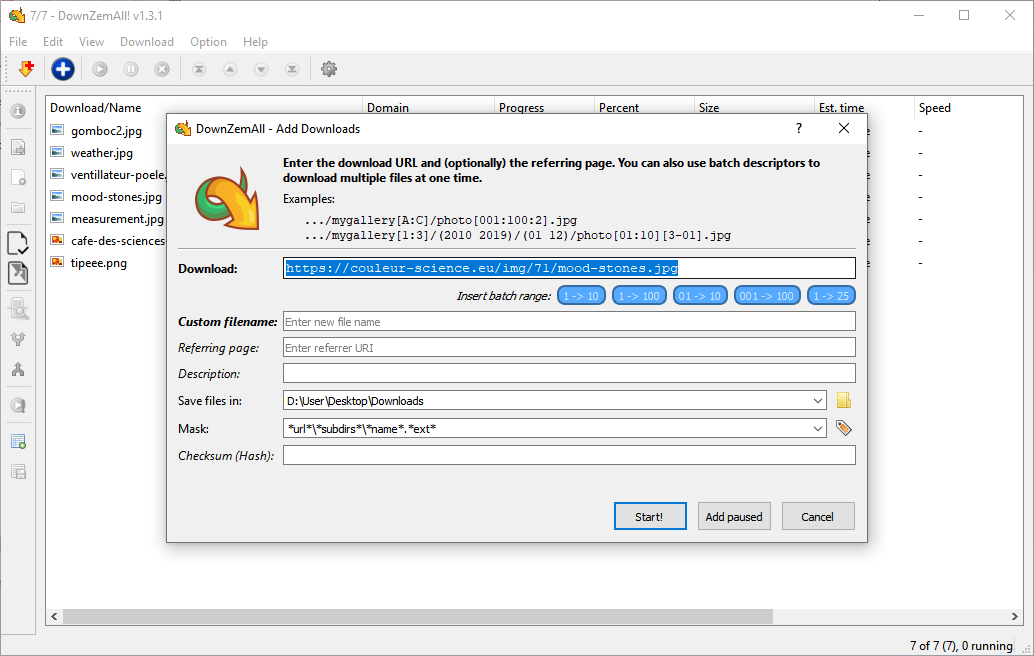 7/7 - DownZemAll! v1.3.1
File Edit View Download Option Help
Download/Name Domain Progress Percent Size Est. time Speed
gomboc2.jpg -
weather.jpg -
ventillateur-poele. -
mood-stones.jpg -
measurement.jpg -
cafe-des-sciences -
tipeee.png -
DownZemAll - Add Downloads ?
Enter the download URL and (optionally) the referring page. You can also use batch descriptors to
download multiple files at one time.
Examples:
.../mygallery[A:C]/photo[001:100:2].jpg
.../mygallery[1:3]/(2010 2019)/(01 12)/photo[01:10][3-01].jpg
Download: https://couleur-science.eu/img/71/mood-stones.jpg
Insert batch range: 1 -> 10 1 -> 100 01 -> 10 001 -> 100 1 -> 25
Custom filename: Enter new file name
Referring page: Enter referrer URI
Description:
Save files in: D:\User\Desktop\Downloads
Mask: *url*\*subdirs*\*name*.*ext*
Checksum (Hash):
Start! Add paused Cancel
7 of 7 (7), 0 running